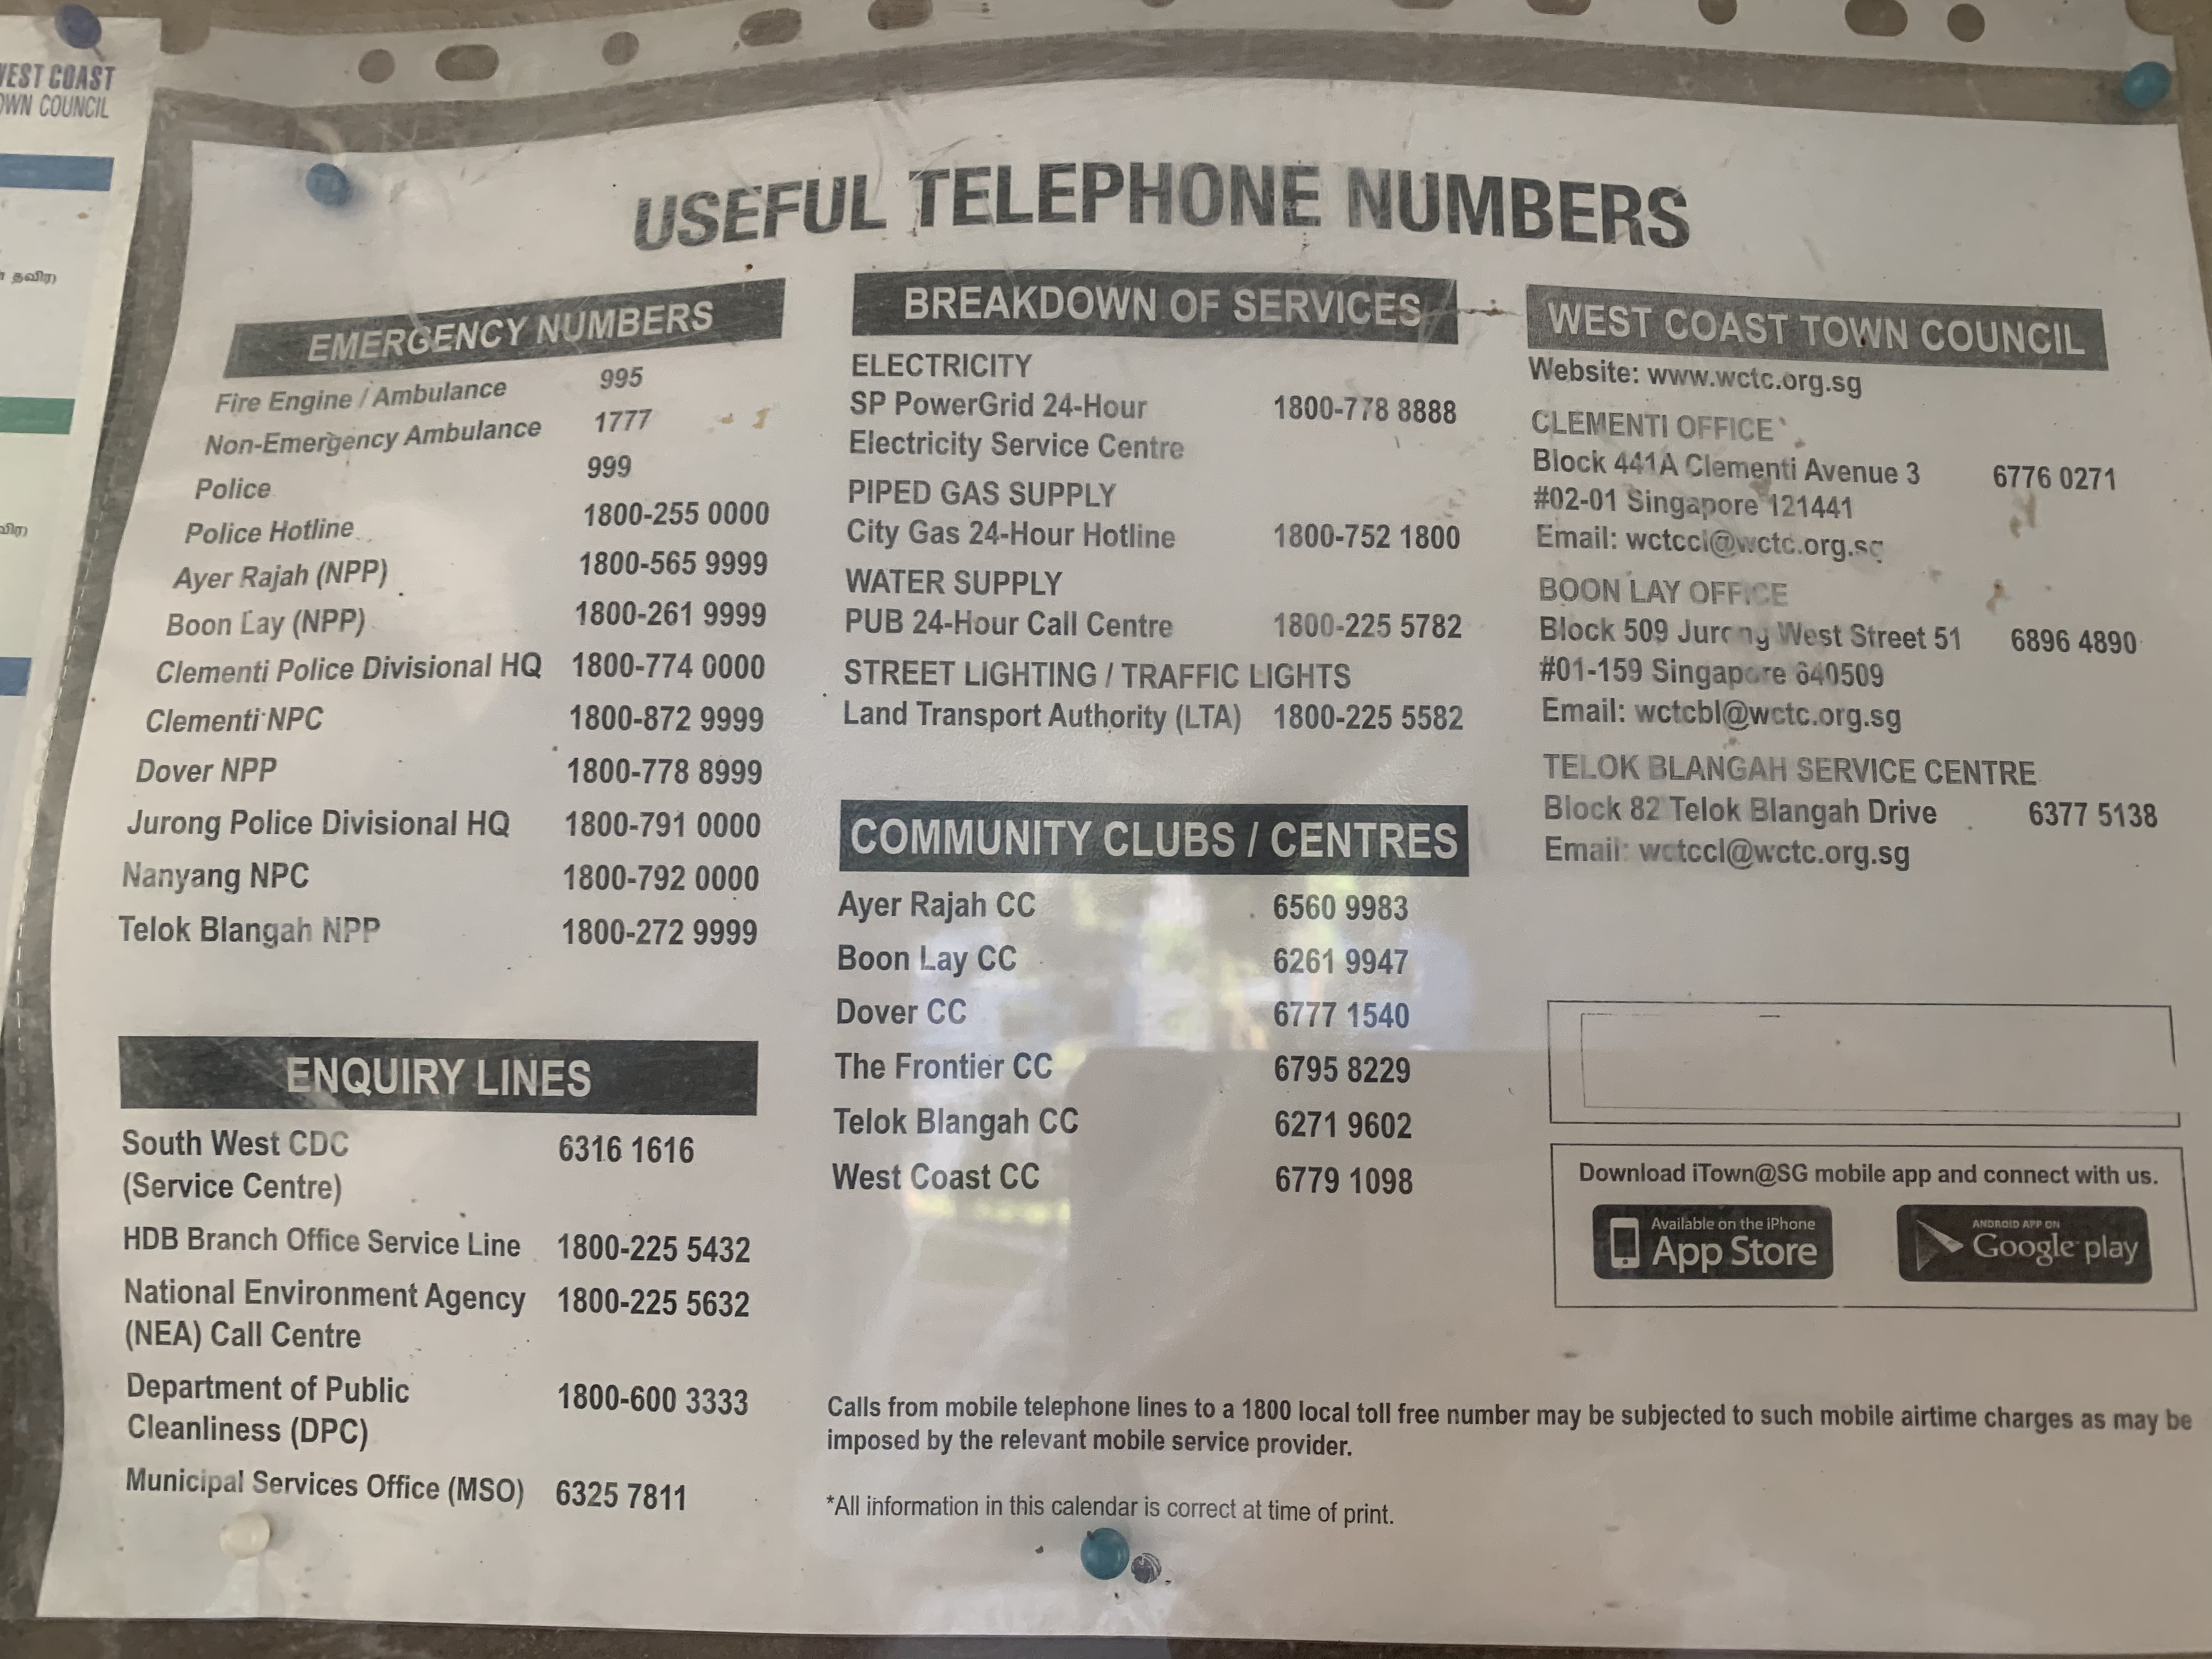 WEST COAST
TOWN COUNCIL
தவிர)
USEFUL TELEPHONE NUMBERS
EMERGENCY NUMBERS
Fire Engine / Ambulance 995
Non-Emergency Ambulance 1777
Police 999
Police Hotline 1800-255 0000
Ayer Rajah (NPP) 1800-565 9999
Boon Lay (NPP) 1800-261 9999
Clementi Police Divisional HQ 1800-774 0000
Clementi NPC 1800-872 9999
Dover NPP 1800-778 8999
Jurong Police Divisional HQ 1800-791 0000
Nanyang NPC 1800-792 0000
Telok Blangah NPP 1800-272 9999
ENQUIRY LINES
South West CDC 6316 1616
(Service Centre)
HDB Branch Office Service Line 1800-225 5432
National Environment Agency 1800-225 5632
(NEA) Call Centre
Department of Public 1800-600 3333
Cleanliness (DPC)
Municipal Services Office (MSO) 6325 7811
BREAKDOWN OF SERVICES
ELECTRICITY
SP PowerGrid 24-Hour 1800-778 8888
Electricity Service Centre
PIPED GAS SUPPLY
City Gas 24-Hour Hotline 1800-752 1800
WATER SUPPLY
PUB 24-Hour Call Centre 1800-225 5782
STREET LIGHTING / TRAFFIC LIGHTS
Land Transport Authority (LTA) 1800-225 5582
COMMUNITY CLUBS / CENTRES
Ayer Rajah CC 6560 9983
Boon Lay CC 6261 9947
Dover CC 6777 1540
The Frontier CC 6795 8229
Telok Blangah CC 6271 9602
West Coast CC 6779 1098
WEST COAST TOWN COUNCIL
Website: www.wctc.org.sg
CLEMENTI OFFICE
Block 441A Clementi Avenue 3 6776 0271
#02-01 Singapore 121441
Email: wctccl@wctc.org.sg
BOON LAY OFFICE
Block 509 Jurong West Street 51 6896 4890
#01-159 Singapore 640509
Email: wctcbl@wctc.org.sg
TELOK BLANGAH SERVICE CENTRE
Block 82 Telok Blangah Drive 6377 5138
Email: wctccl@wctc.org.sg
Download iTown@SG mobile app and connect with us.
Available on the iPhone
App Store
ANDROID APP ON
Google play
Calls from mobile telephone lines to a 1800 local toll free number may be subjected to such mobile airtime charges as may be
imposed by the relevant mobile service provider.
*All information in this calendar is correct at time of print.